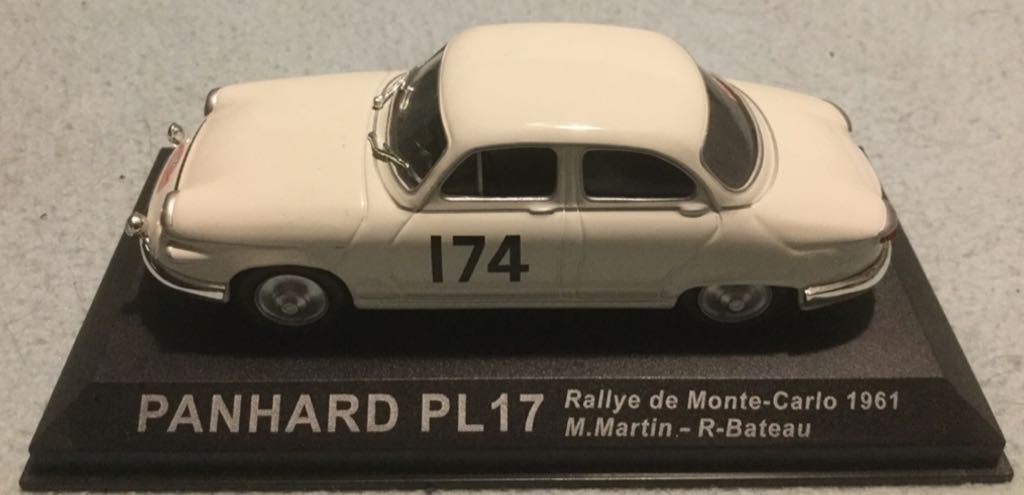 174
PANHARD PL17
Rallye de Monte-Carlo 1961
M.Martin - R-Bateau